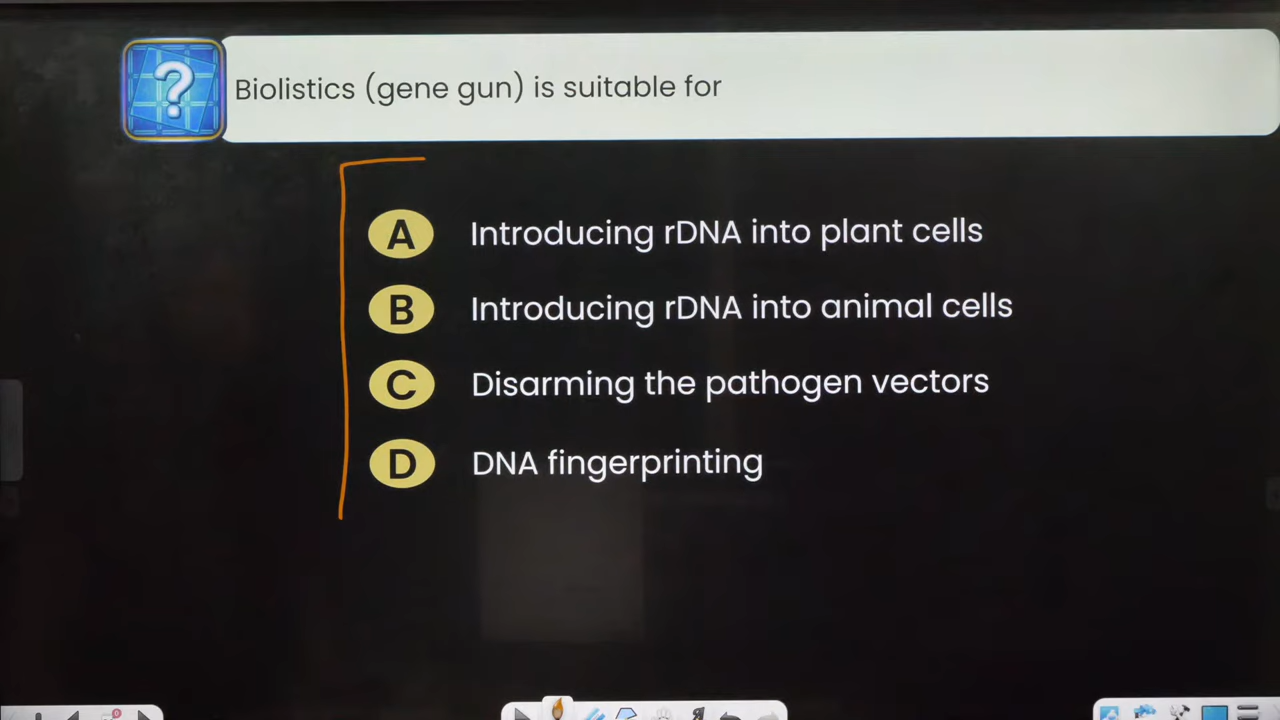 Biolistics (gene gun) is suitable for
A Introducing rDNA into plant cells
B Introducing rDNA into animal cells
C Disarming the pathogen vectors
D DNA fingerprinting